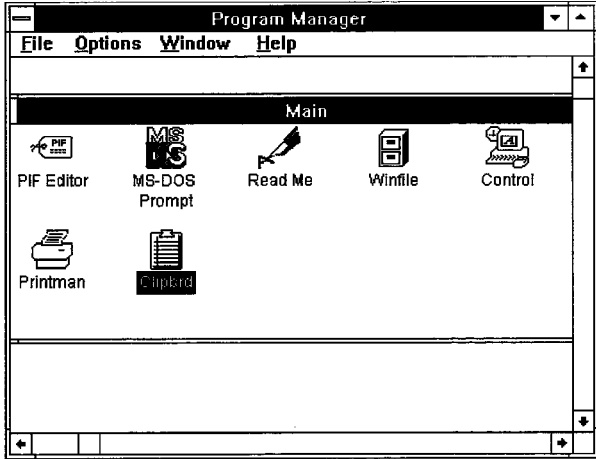 Program Manager
File Options Window Help
Main
PIF
MS
DOS
PIF Editor MS-DOS Prompt Read Me Winfile Control
Printman Clipbrd